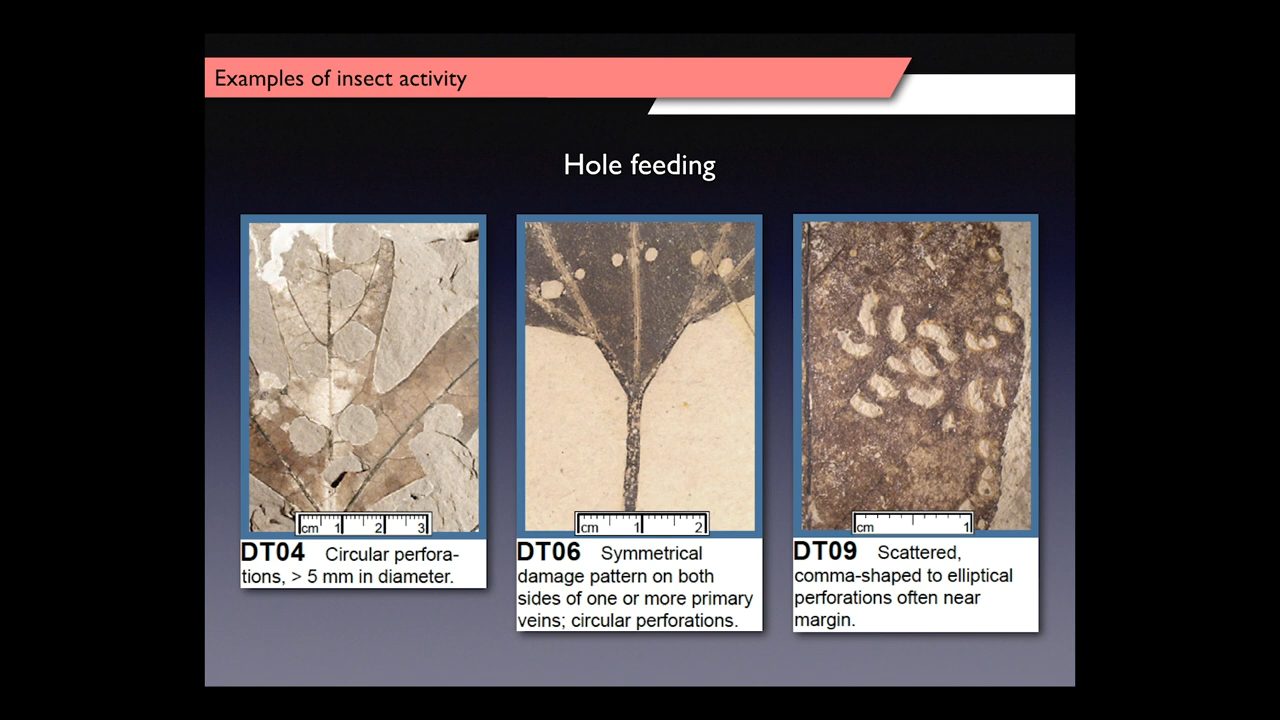 Examples of insect activity
Hole feeding
cm 1 2 3
DT04 Circular perfora-
tions, > 5 mm in diameter.
cm 1 2
DT06 Symmetrical
damage pattern on both
sides of one or more primary
veins; circular perforations.
cm 1
DT09 Scattered,
comma-shaped to elliptical
perforations often near
margin.